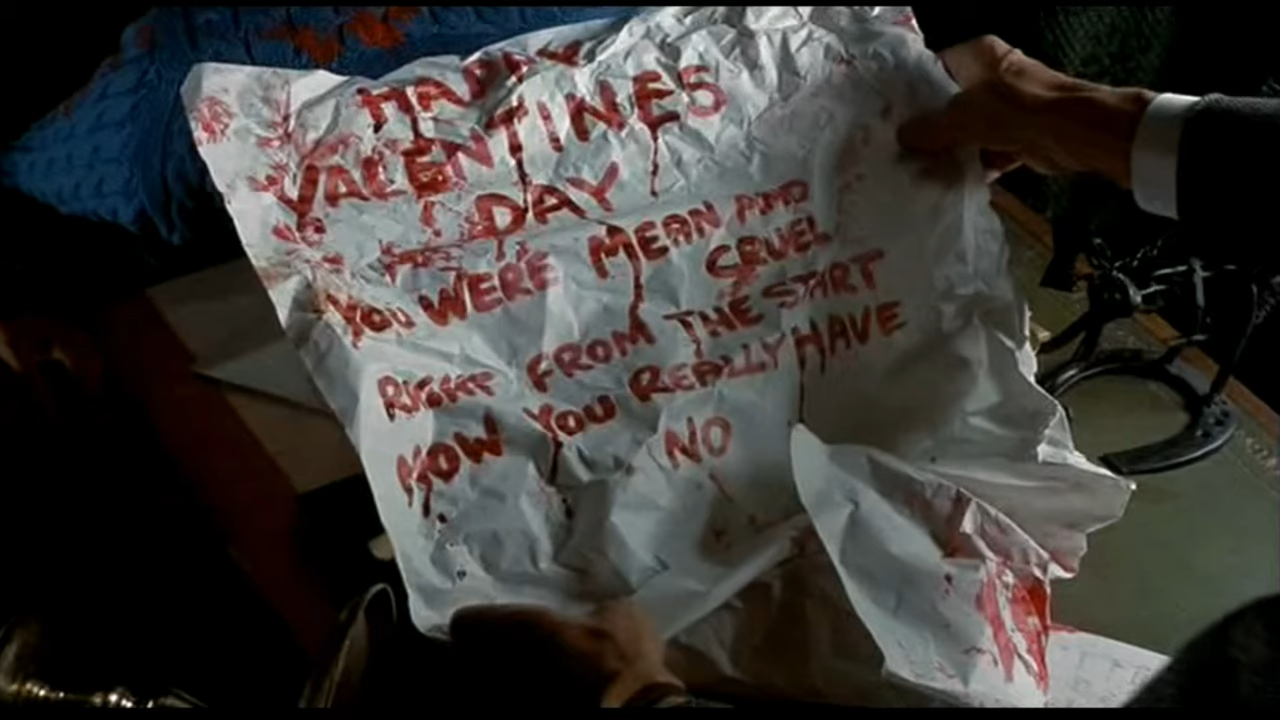 HAPPY
VALENTINES
DAY
YOU WERE MEAN AND
CRUEL
RIGHT FROM THE START
NOW YOU REALLY HAVE
NO